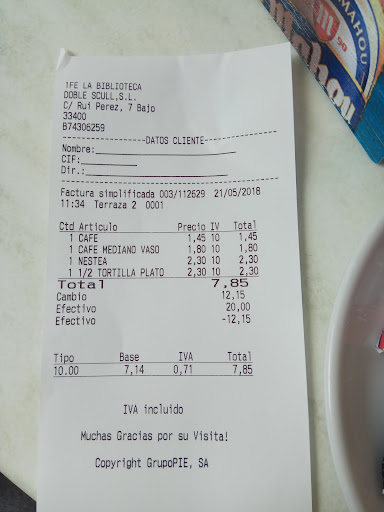 1FE LA BIBLIOTECA
DOBLE SCULL,S.L.
C/ Rui Perez, 7 Bajo
33400
B74306259
DATOS CLIENTE
Nombre:
CIF:
Dir.:
Factura simplificada 003/112629 21/05/2018
11:34 Terraza 2 0001
Ctd Articulo Precio IV Total
1 CAFE 1,45 10 1,45
1 CAFE MEDIANO VASO 1,80 10 1,80
1 NESTEA 2,30 10 2,30
1 1/2 TORTILLA PLATO 2,30 10 2,30
Total 7,85
Cambio 12,15
Efectivo 20,00
Efectivo -12,15
Tipo Base IVA Total
10.00 7,14 0,71 7,85
IVA incluido
Muchas Gracias por su Visita!
Copyright GrupoPIE, SA
MAHOU
M
90
mahou